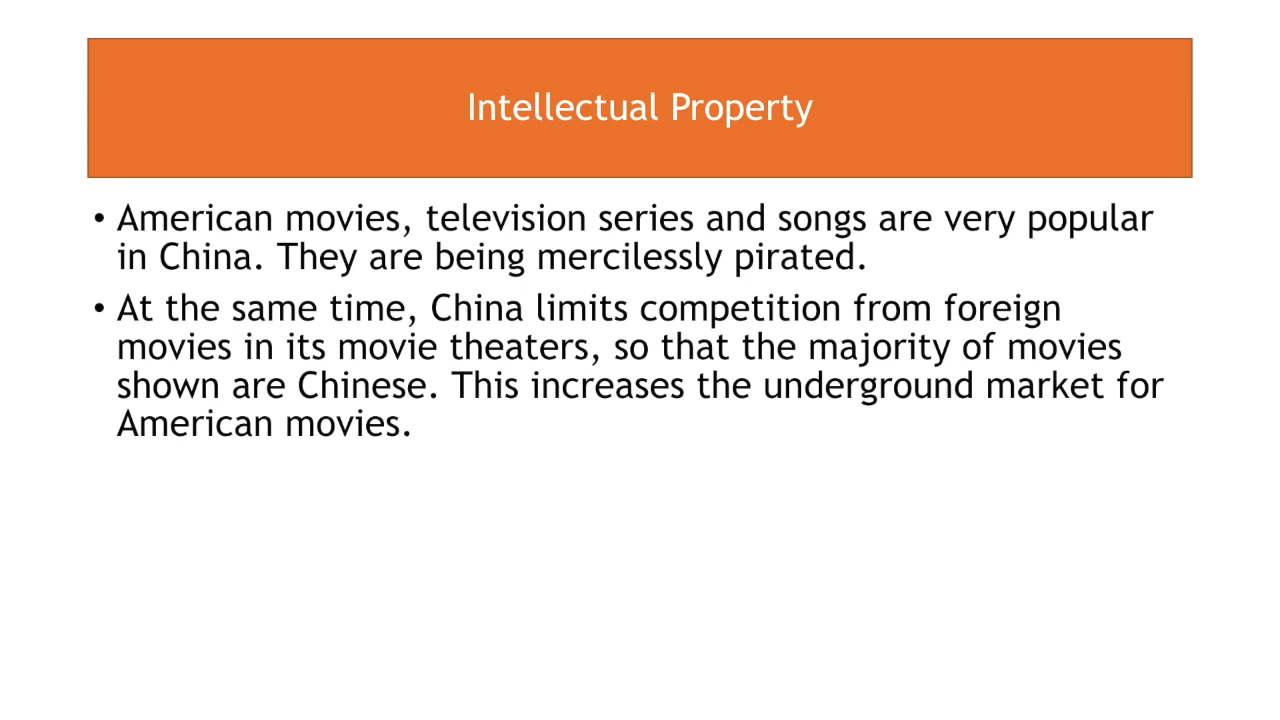 Intellectual Property
• American movies, television series and songs are very popular
in China. They are being mercilessly pirated.
• At the same time, China limits competition from foreign
movies in its movie theaters, so that the majority of movies
shown are Chinese. This increases the underground market for
American movies.